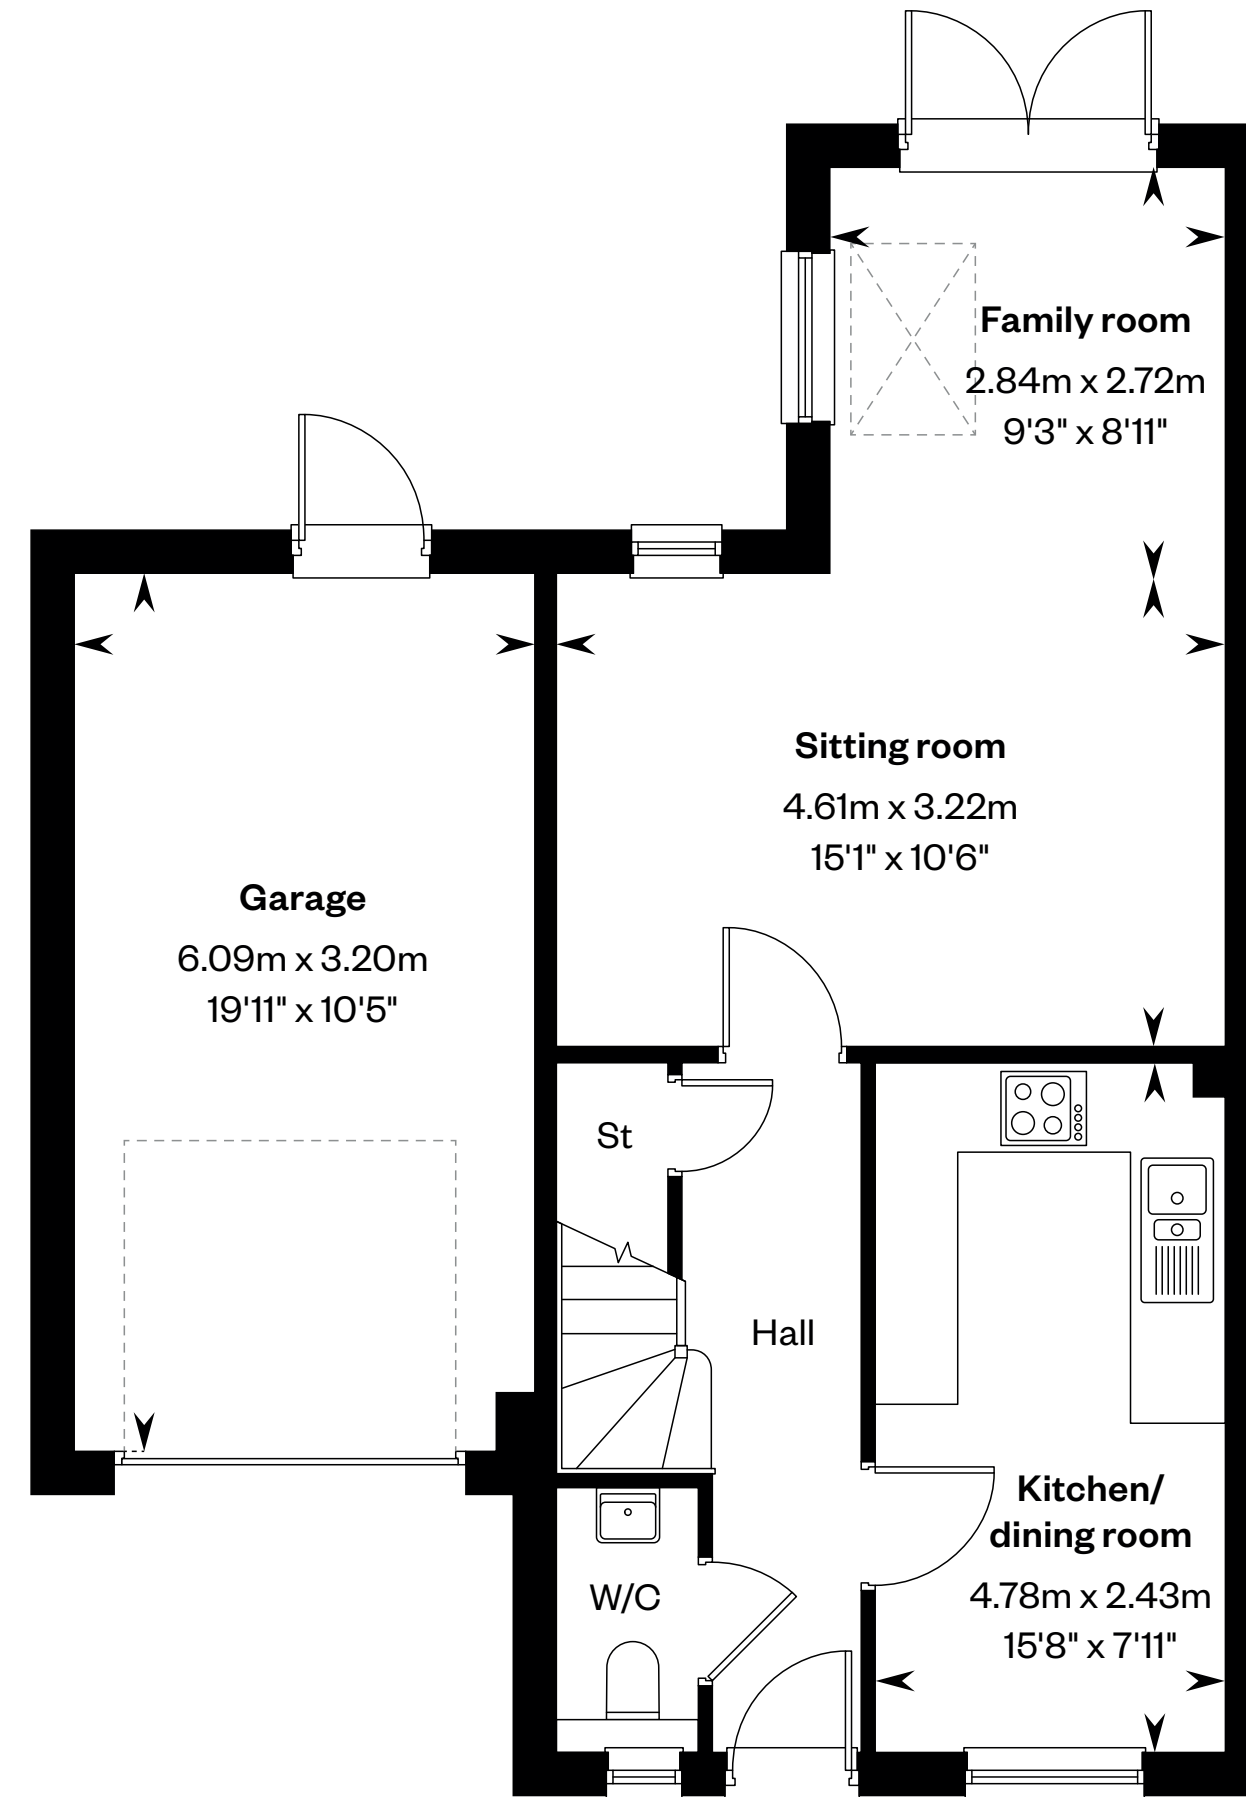 Family room
2.84m x 2.72m
9'3" x 8'11"
Sitting room
4.61m x 3.22m
15'1" x 10'6"
Garage
6.09m x 3.20m
19'11" x 10'5"
St
Hall
Kitchen/
dining room
4.78m x 2.43m
15'8" x 7'11"
W/C